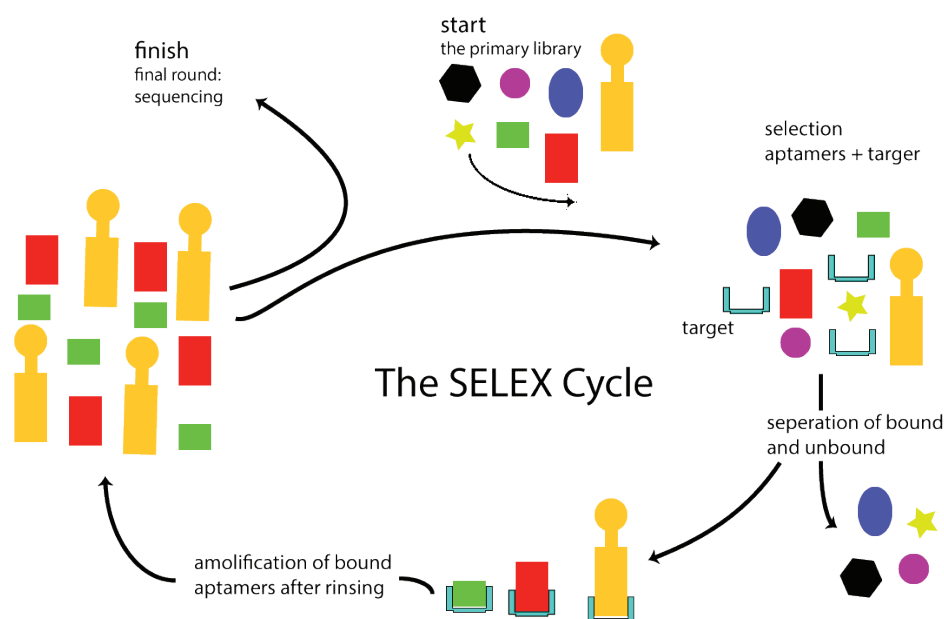 start
the primary library
finish
final round:
sequencing
selection
aptamers + targer
target
The SELEX Cycle
seperation of bound
and unbound
amolification of bound
aptamers after rinsing